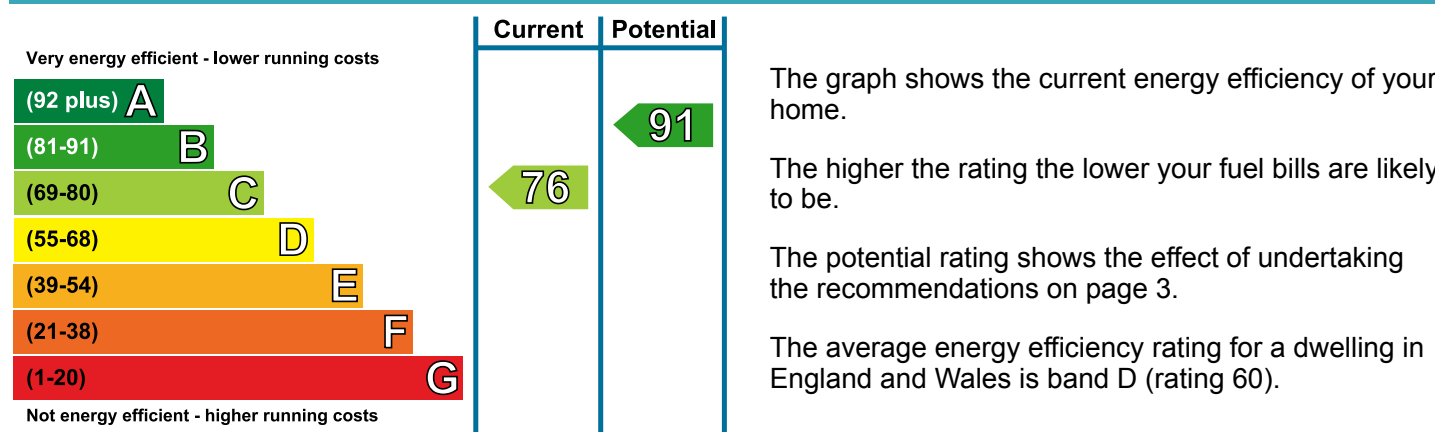 Current Potential
Very energy efficient - lower running costs
(92 plus) A
(81-91) B
(69-80) C
(55-68) D
(39-54) E
(21-38) F
(1-20) G
Not energy efficient - higher running costs
76
91
The graph shows the current energy efficiency of your
home.
The higher the rating the lower your fuel bills are likely
to be.
The potential rating shows the effect of undertaking
the recommendations on page 3.
The average energy efficiency rating for a dwelling in
England and Wales is band D (rating 60).